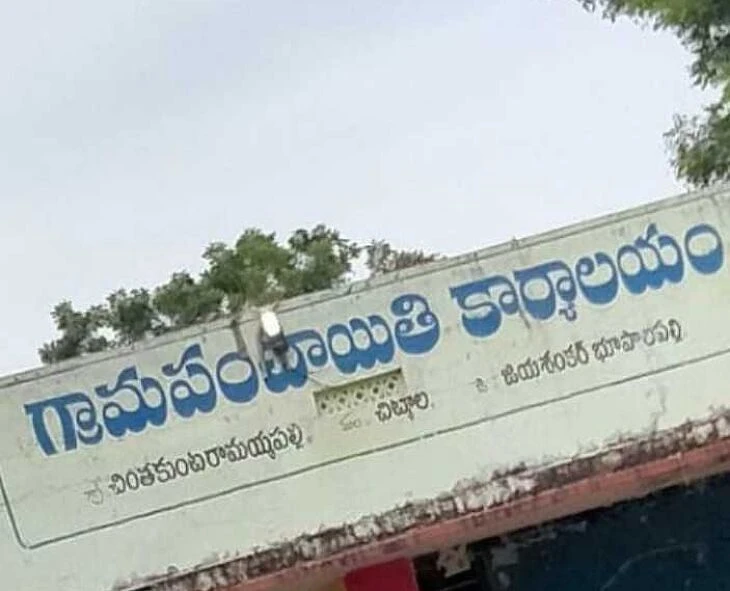 గ్రామపంచాయితి కార్యాలయం
గ్రా చింతకుంటరామయ్యపల్లి. మం: చిట్యాల. జి: జయశంకర్ భూపాలపల్లి